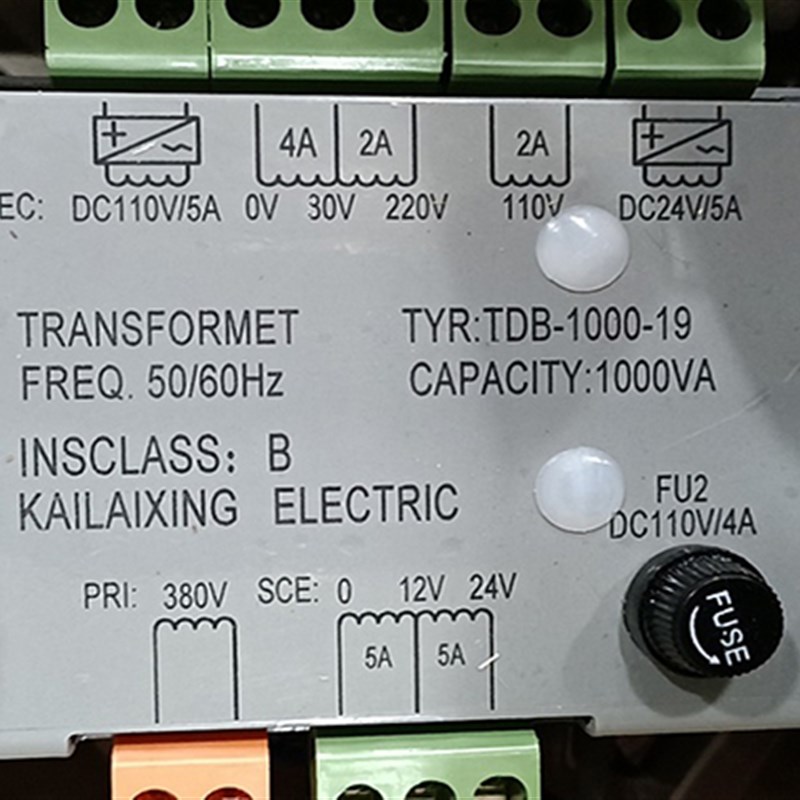 + ~ 4A 2A 2A + ~
EC: DC110V/5A 0V 30V 220V 110V DC24V/5A
TRANSFORMET TYR:TDB-1000-19
FREQ. 50/60Hz CAPACITY:1000VA
INSCLASS: B
KAILAIXING ELECTRIC
FU2
DC110V/4A
PRI: 380V SCE: 0 12V 24V
5A 5A
FUSE